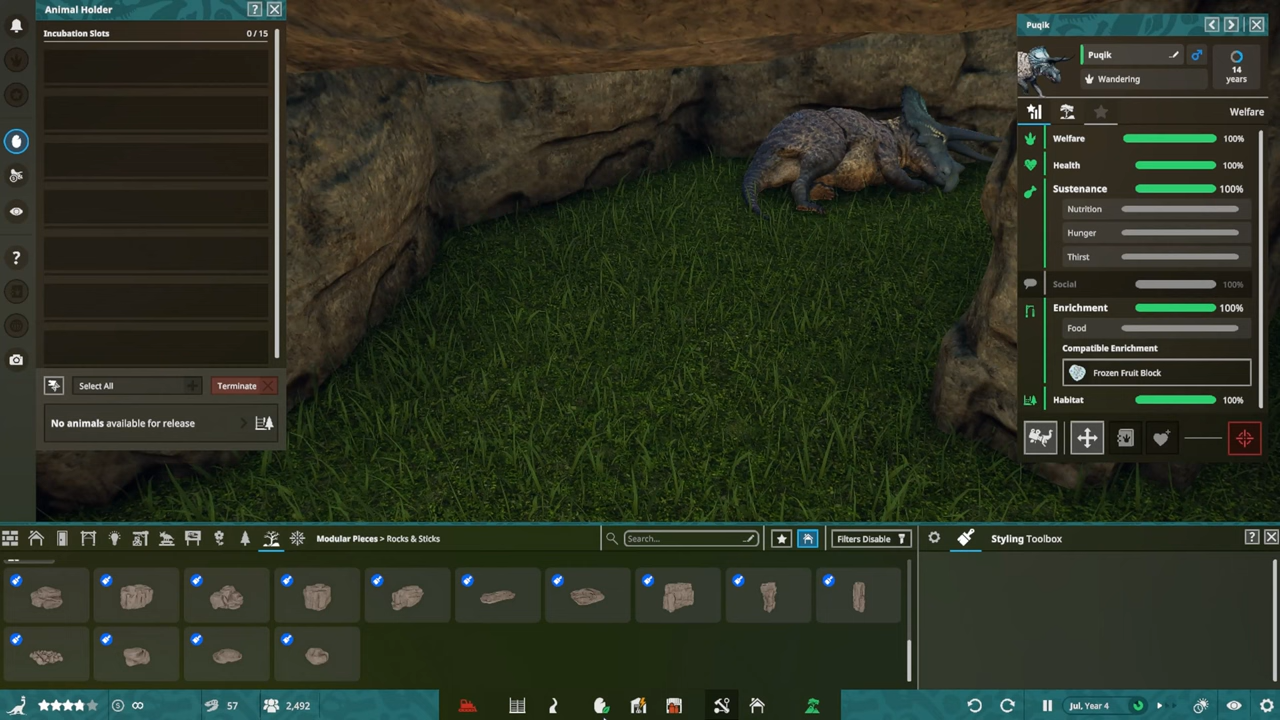 Animal Holder
?
Incubation Slots 0 / 15
Select All
Terminate
No animals available for release
Puqik
Puqik
Wandering
14
years
Welfare
Welfare 100%
Health 100%
Sustenance 100%
Nutrition
Hunger
Thirst
Social 100%
Enrichment 100%
Food
Compatible Enrichment
Frozen Fruit Block
Habitat 100%
Modular Pieces > Rocks & Sticks
Search...
Filters Disable
Styling Toolbox
?
57
2,492
Jul, Year 4